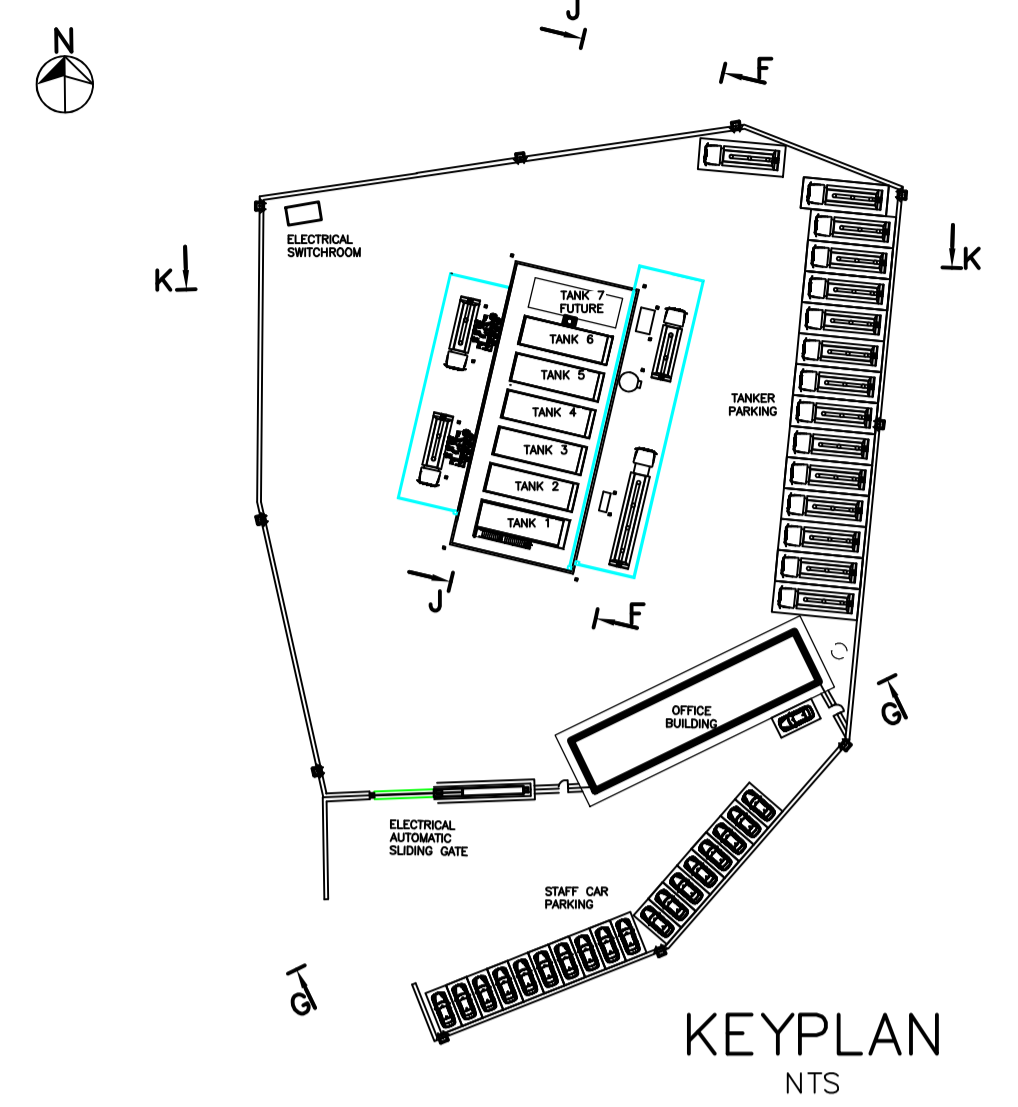 J
N
F
ELECTRICAL
SWITCHROOM
K
K
TANK 7
FUTURE
TANK 6
TANK 5
TANK 4
TANK 3
TANK 2
TANK 1
TANKER
PARKING
J
F
OFFICE
BUILDING
G
ELECTRICAL
AUTOMATIC
SLIDING GATE
STAFF CAR
PARKING
G
KEYPLAN
NTS